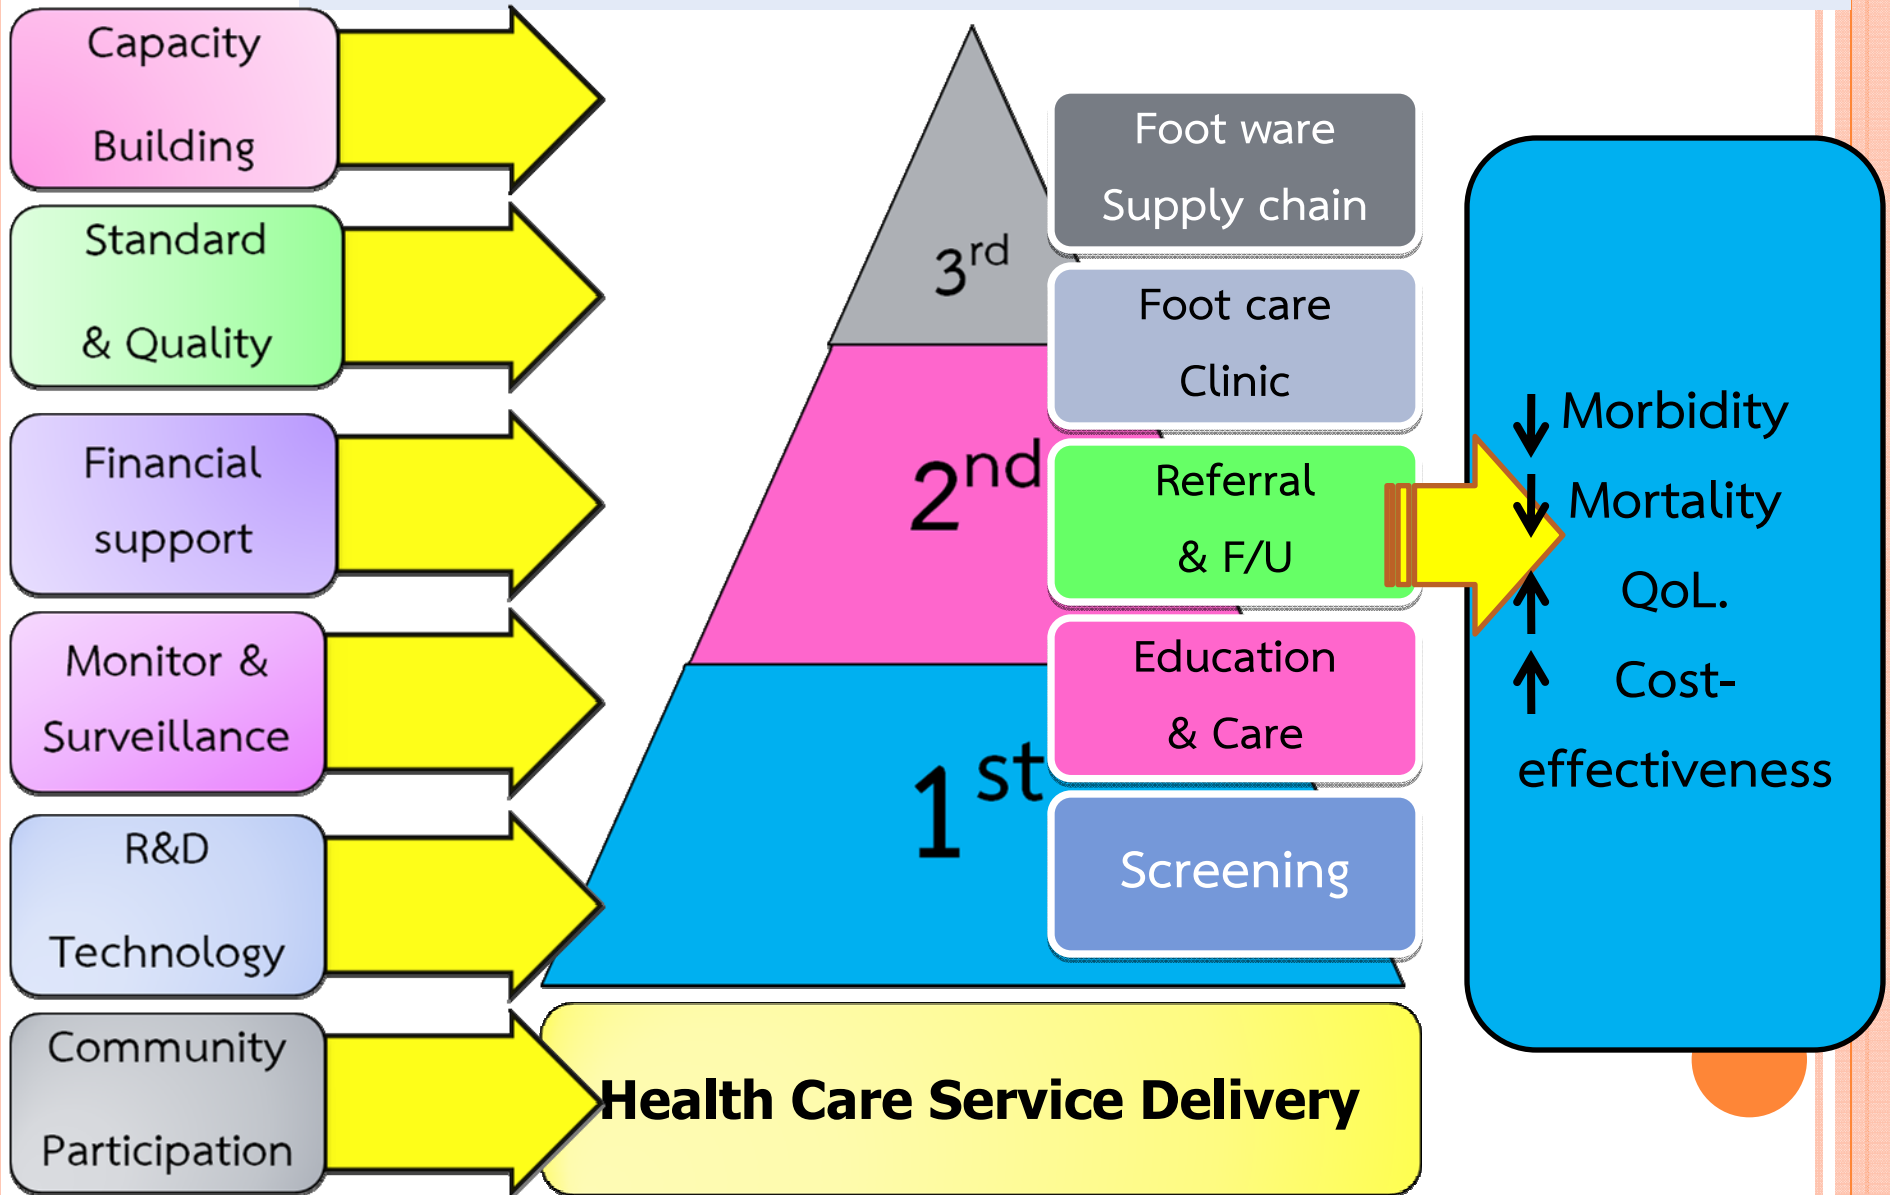 Capacity
Building
Standard
& Quality
Financial
support
Monitor &
Surveillance
R&D
Technology
Community
Participation
3rd
2nd
1st
Foot ware
Supply chain
Foot care
Clinic
Referral
& F/U
Education
& Care
Screening
Health Care Service Delivery
↓ Morbidity
↓ Mortality
↑ QoL.
↑ Cost-
effectiveness